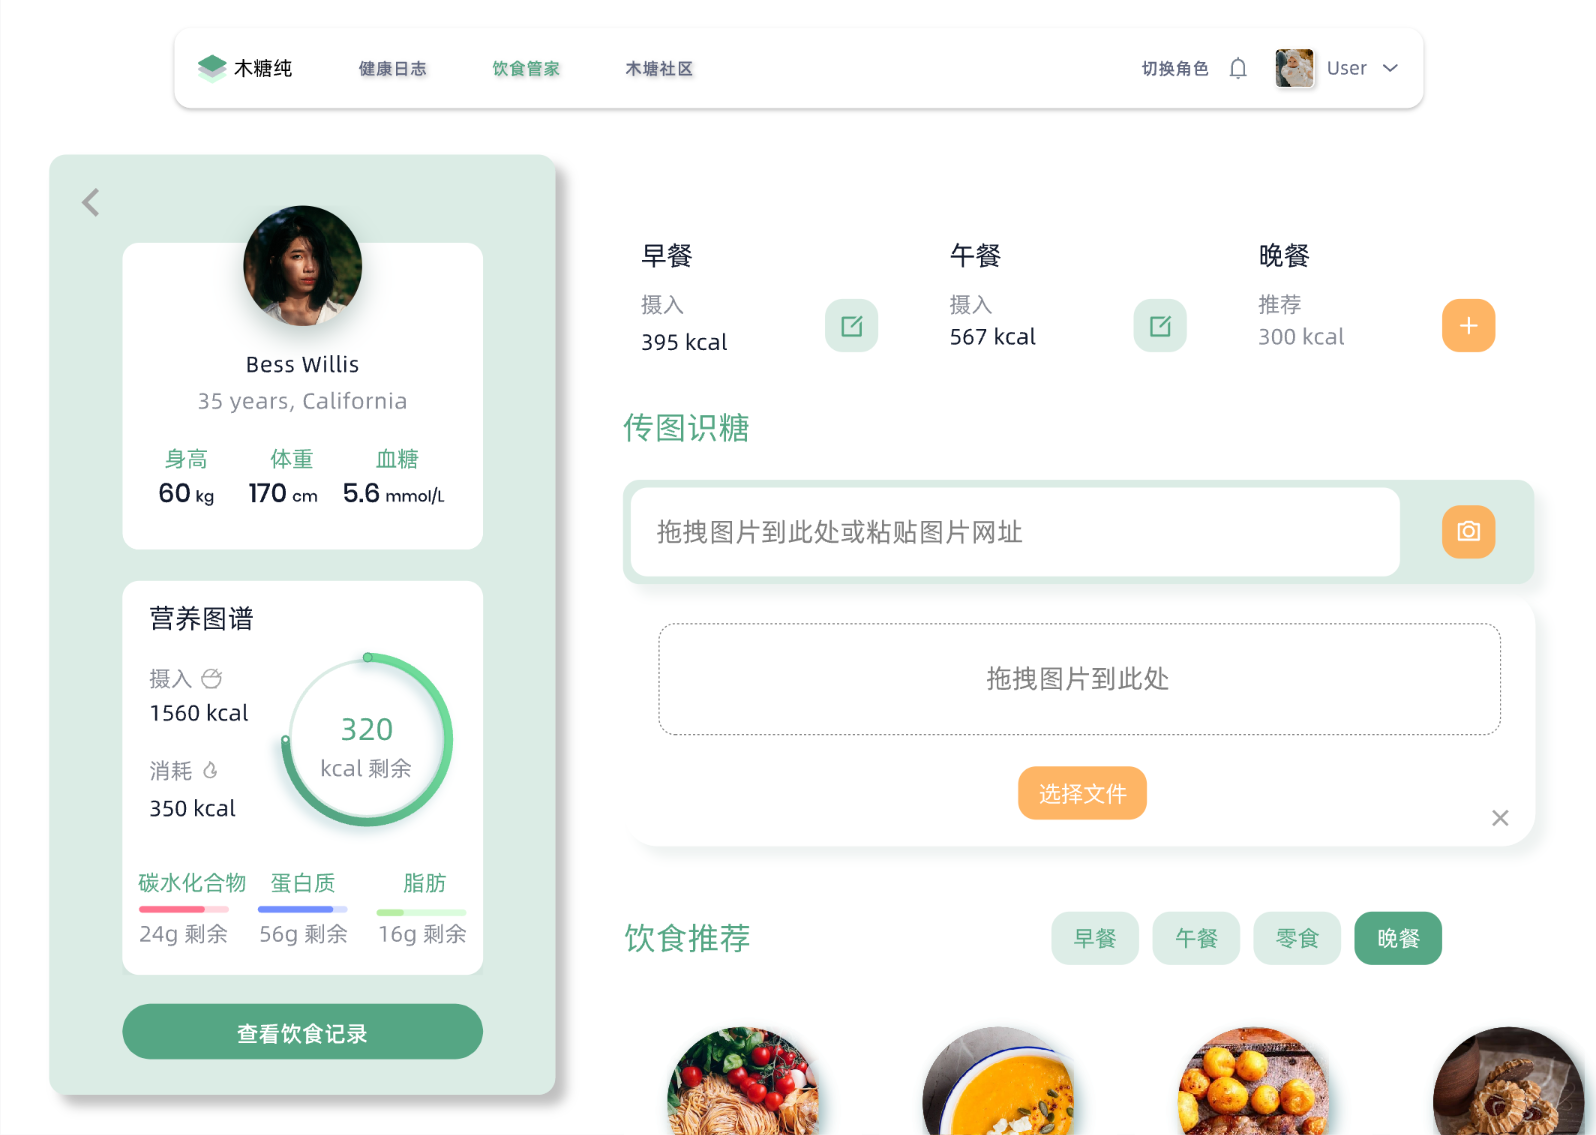 木糖纯
健康日志
饮食管家
木塘社区
切换角色
User
Bess Willis
35 years, California
身高
体重
血糖
60 kg
170 cm
5.6 mmol/L
营养图谱
摄入
1560 kcal
消耗
350 kcal
320
kcal 剩余
碳水化合物
蛋白质
脂肪
24g 剩余
56g 剩余
16g 剩余
查看饮食记录
早餐
摄入
395 kcal
午餐
摄入
567 kcal
晚餐
推荐
300 kcal
传图识糖
拖拽图片到此处或粘贴图片网址
拖拽图片到此处
选择文件
饮食推荐
早餐
午餐
零食
晚餐